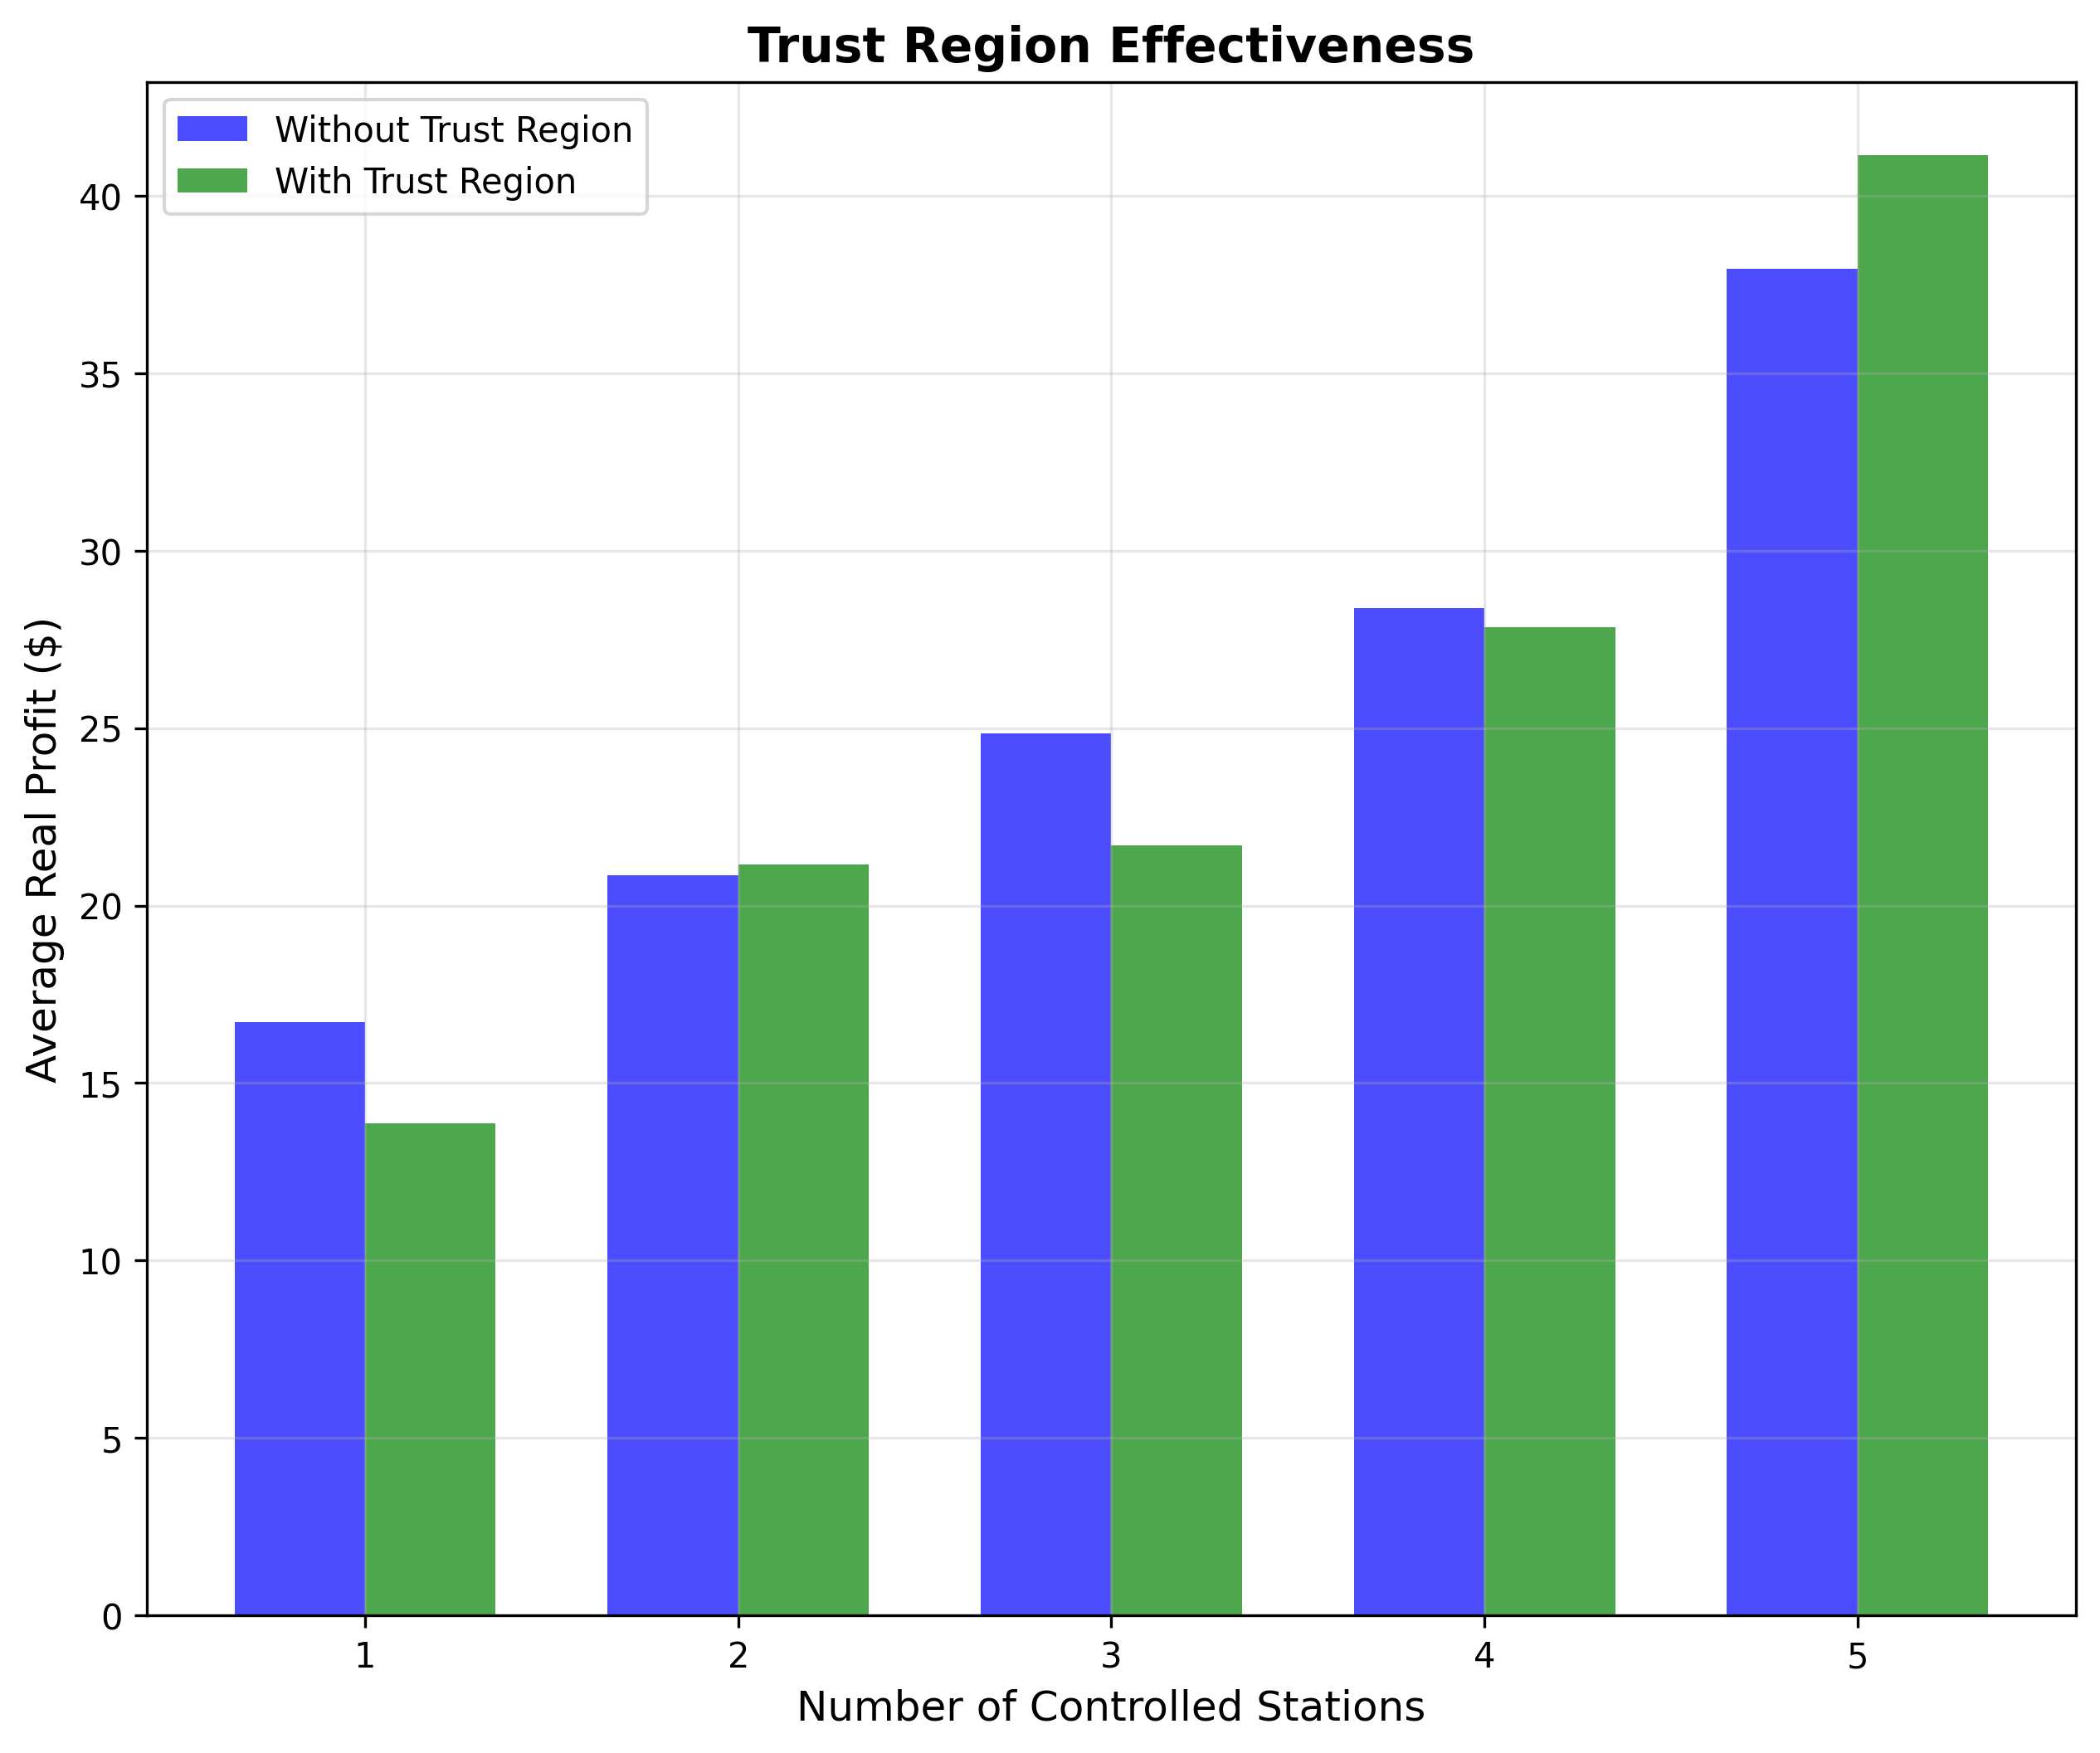 Trust Region Effectiveness
Without Trust Region
With Trust Region
Average Real Profit ($)
40
35
30
25
20
15
10
5
0
1
2
3
4
5
Number of Controlled Stations